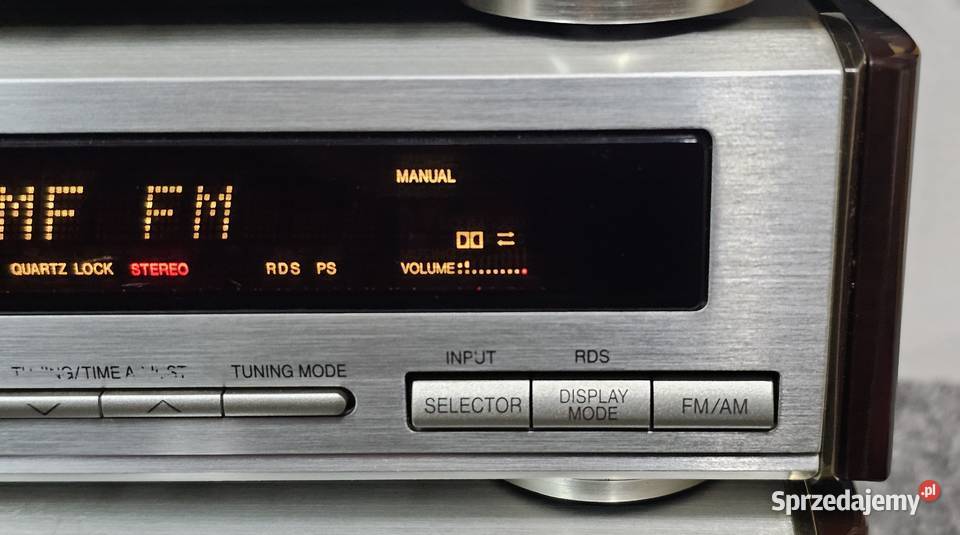 MANUAL
MF FM
QUARTZ LOCK STEREO RDS PS VOLUME
INPUT RDS
TUNING MODE
SELECTOR DISPLAY MODE FM/AM
Sprzedajemy.pl